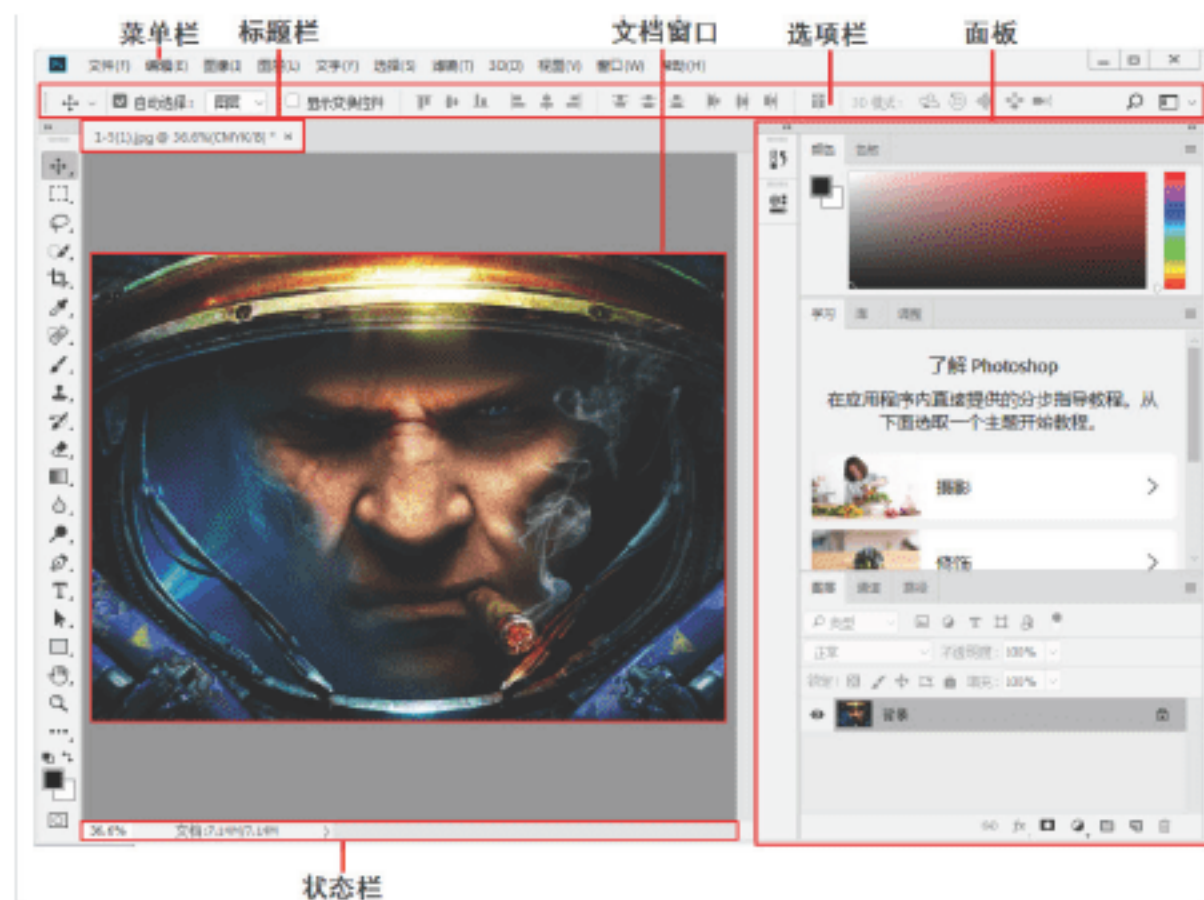 菜单栏 标题栏 文档窗口 选项栏 面板
文件(F) 编辑(E) 图像(I) 图层(L) 文字(Y) 选择(S) 滤镜(T) 3D(D) 视图(V) 窗口(W) 帮助(H)
自动选择： 图层 显示变换控件 3D 模式：
1-3(1).jpg @ 36.6%(CMYK/8) * ×
颜色 色板
学习 库 调整
了解 Photoshop
在应用程序内直接提供的分步指导教程。从
下面选取一个主题开始教程。
摄影
修饰
图层 通道 路径
类型
正常 不透明度： 100%
锁定： 填充： 100%
背景
fx
36.6% 文档:7.14M/7.14M
状态栏